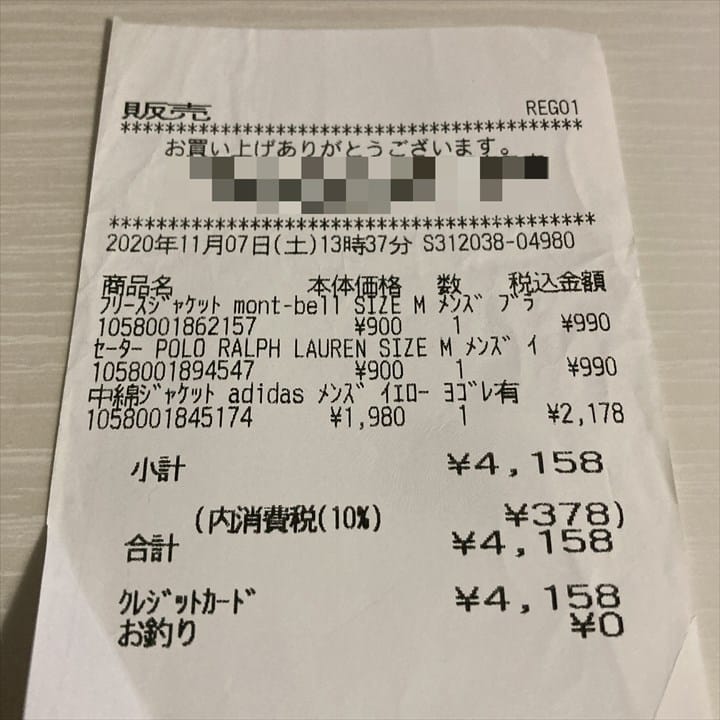 販売 REG01
****************************************
お買い上げありがとうございます。
****************************************
2020年11月07日(土)13時37分 S312038-04980
商品名 本体価格 数 税込金額
ﾌﾘｰｽｼﾞｬｹｯﾄ mont-bell SIZE M ﾒﾝｽﾞ ﾌﾞﾗ
1058001862157 ¥900 1 ¥990
ｾｰﾀｰ POLO RALPH LAUREN SIZE M ﾒﾝｽﾞ ｲ
1058001894547 ¥900 1 ¥990
中綿ｼﾞｬｹｯﾄ adidas ﾒﾝｽﾞ ｲｴﾛｰ ﾖｺﾞﾚ有
1058001845174 ¥1,980 1 ¥2,178
小計 ¥4,158
(内消費税(10%) ¥378)
合計 ¥4,158
ｸﾚｼﾞｯﾄｶｰﾄﾞ ¥4,158
お釣り ¥0